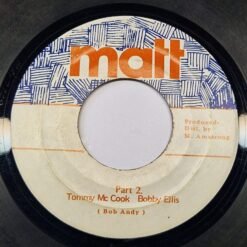 matt
Produced-
Dist. by
M. Armstrong
Part 2.
Tommy Mc Cook Bobby Ellis
( Bob Andy )